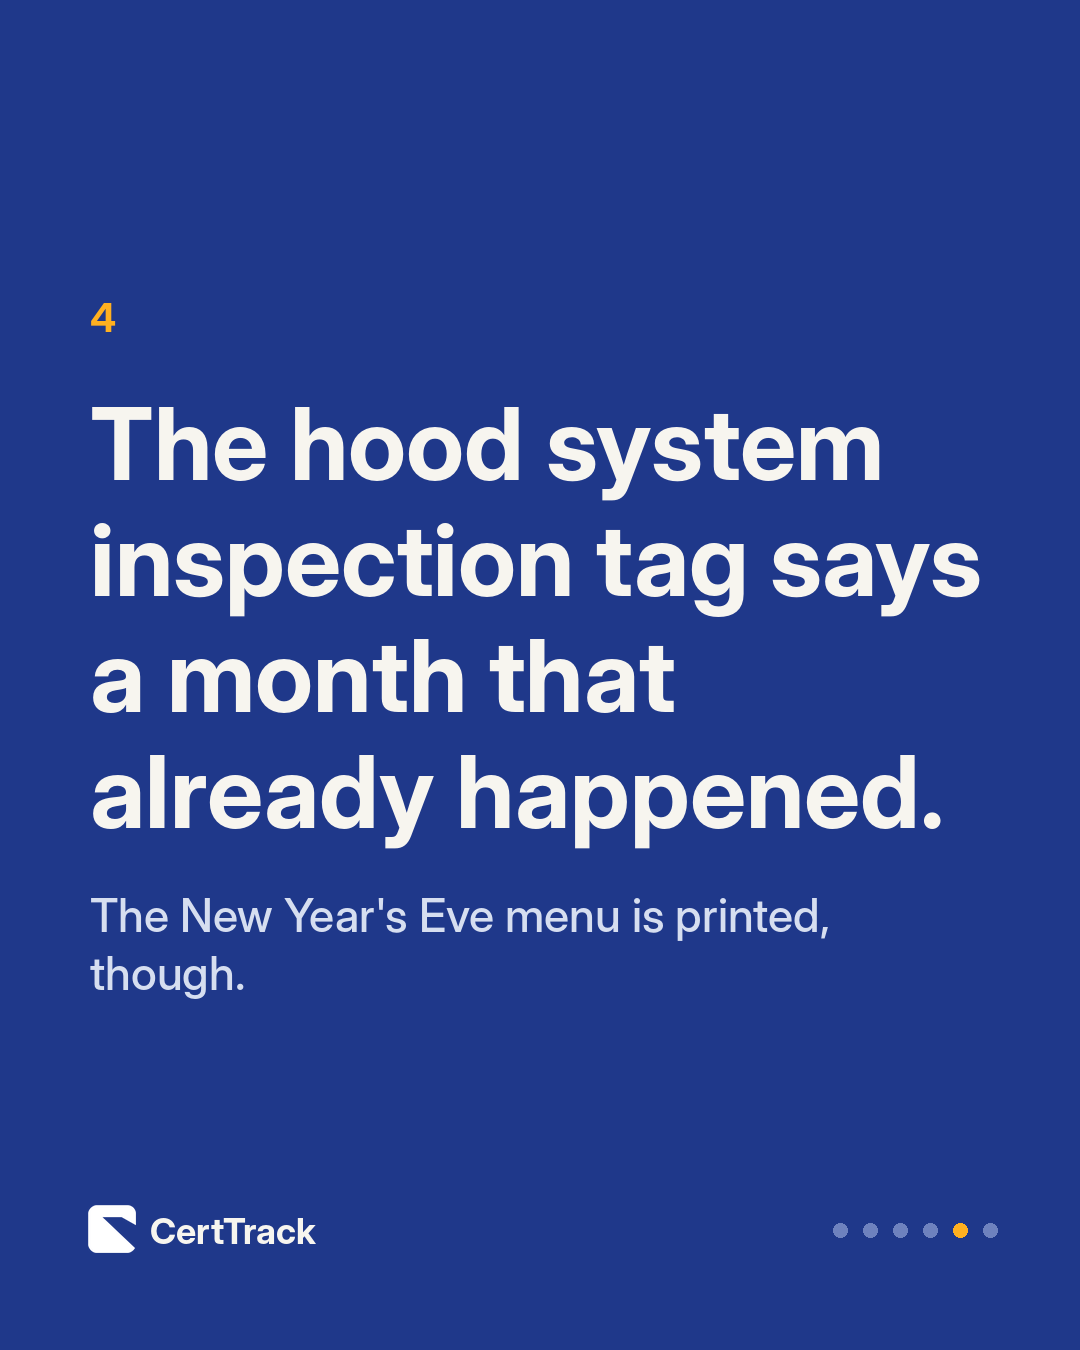 4
The hood system
inspection tag says
a month that
already happened.
The New Year's Eve menu is printed,
though.
CertTrack